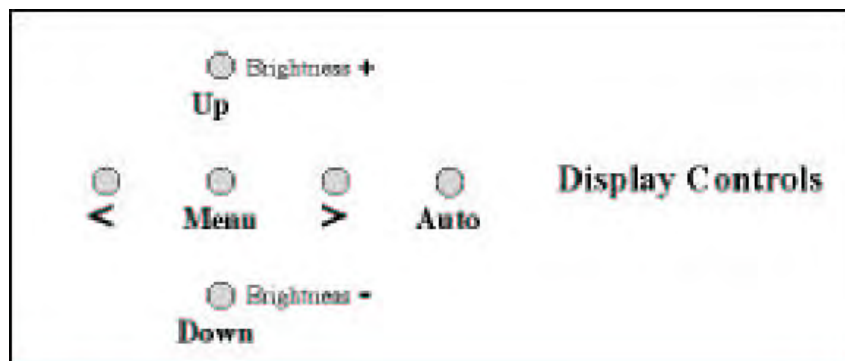 Brightness +
Up
Display Controls
< Menu > Auto
Brightness -
Down